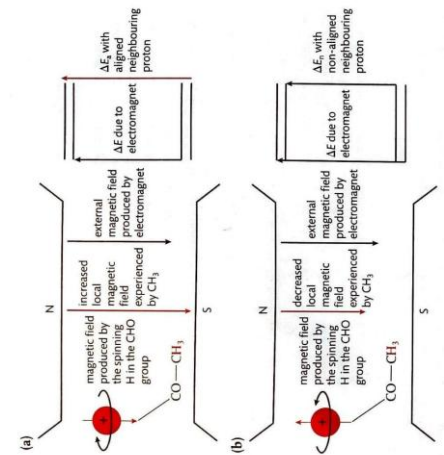 (a)
N
magnetic field
produced by
the spinning
H in the CHO
group
increased
local
magnetic
field
experienced
by CH₃
external
magnetic field
produced by
electromagnet
CO—CH₃
S
ΔE due to
electromagnet
ΔEₐ with
aligned
neighbouring
proton
(b)
N
magnetic field
produced by
the spinning
H in the CHO
group
decreased
local
magnetic
field
experienced
by CH₃
external
magnetic field
produced by
electromagnet
CO—CH₃
S
ΔE due to
electromagnet
ΔEₙ with
non-aligned
neighbouring
proton